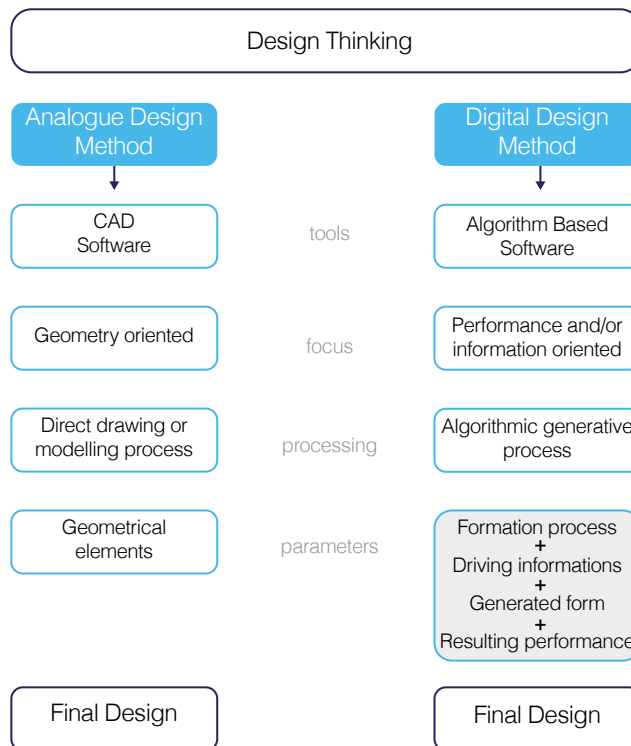 Design Thinking
Analogue Design
Method
Digital Design
Method
CAD
Software
tools
Algorithm Based
Software
Geometry oriented
focus
Performance and/or
information oriented
Direct drawing or
modelling process
processing
Algorithmic generative
process
Geometrical
elements
parameters
Formation process
+
Driving informations
+
Generated form
+
Resulting performance
Final Design
Final Design